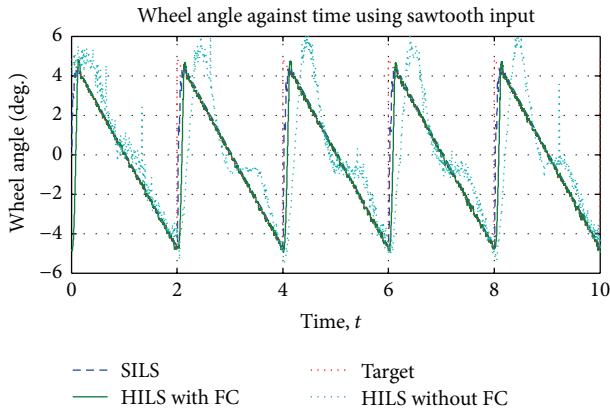 Wheel angle against time using sawtooth input
Wheel angle (deg.)
6
4
2
0
−2
−4
−6
0 2 4 6 8 10
Time, t
SILS
HILS with FC
Target
HILS without FC